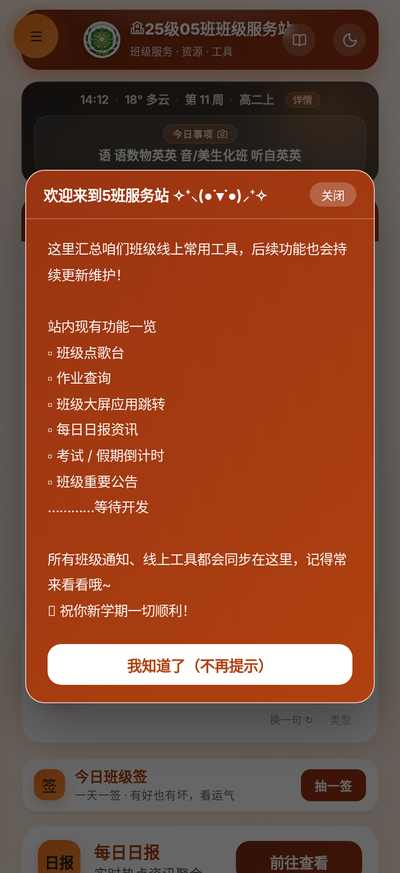 25级05班班级服务站
班级服务 · 资源 · 工具
14:12 · 18° 多云 · 第 11 周 · 高二上 详情
今日事项
语 语数物英英 音/美生化班 听自英英
欢迎来到5班服务站 ✧⁺⸜(●˙▾˙●)⸝⁺✧
关闭
这里汇总咱们班级线上常用工具，后续功能也会持
续更新维护！
站内现有功能一览
▫ 班级点歌台
▫ 作业查询
▫ 班级大屏应用跳转
▫ 每日日报资讯
▫ 考试 / 假期倒计时
▫ 班级重要公告
…………等待开发
所有班级通知、线上工具都会同步在这里，记得常
来看看哦~
祝你新学期一切顺利！
我知道了（不再提示）
换一句 ↻ 类型
签
今日班级签
一天一签 · 有好也有坏，看运气
抽一签
日报
每日日报
前往查看